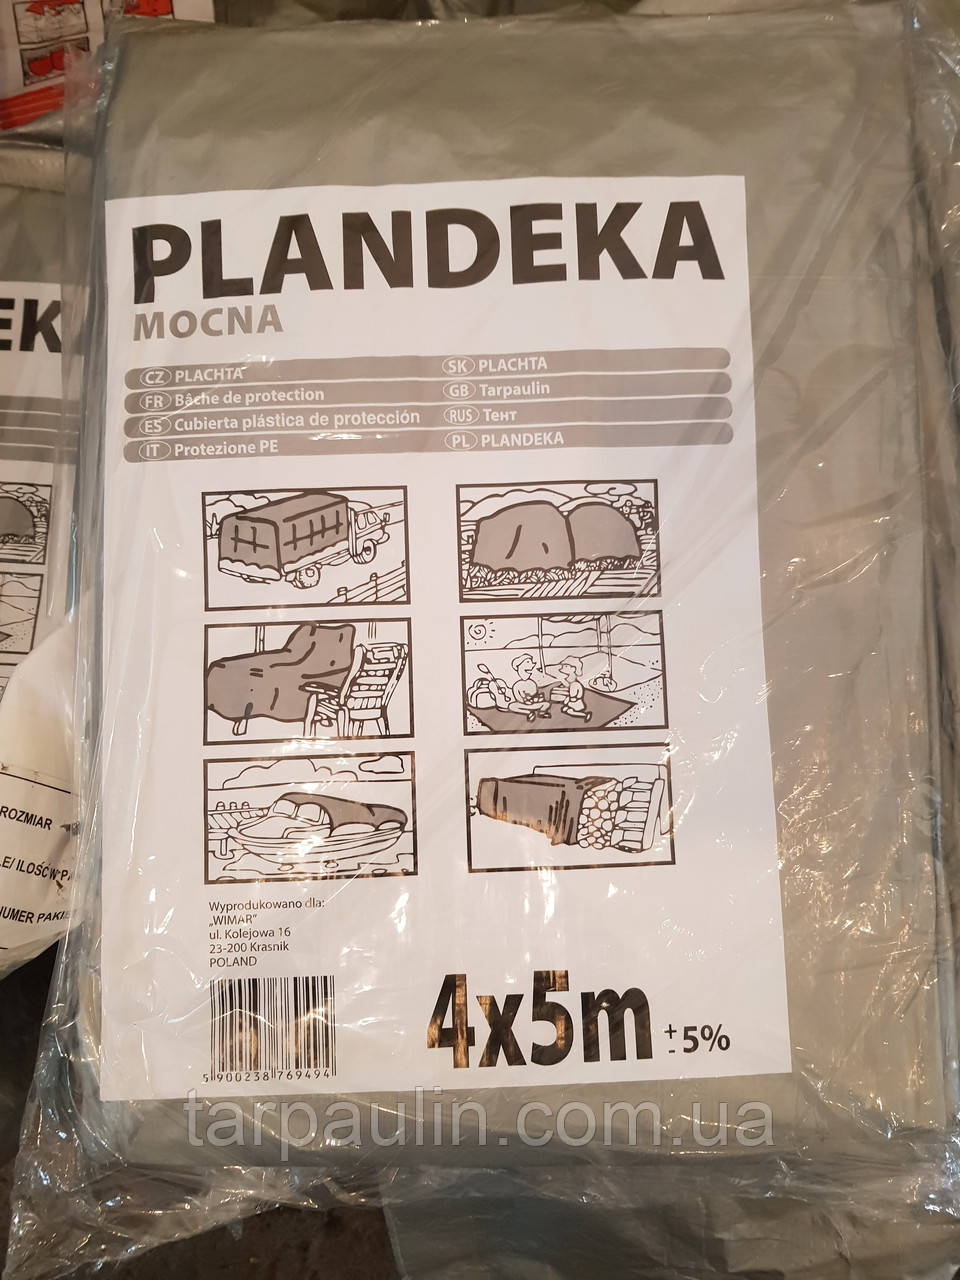 PLANDEKA
MOCNA
CZ PLACHTA
FR Bâche de protection
ES Cubierta plástica de protección
IT Protezione PE
SK PLACHTA
GB Tarpaulin
RUS Тент
PL PLANDEKA
Wyprodukowano dla:
„WIMAR”
ul. Kolejowa 16
23-200 Krasnik
POLAND
5 900238 769494
4x5m
+
- 5%
EK
ROZMIAR
LE/ ILOŚĆ W
NUMER
tarpaulin.com.ua